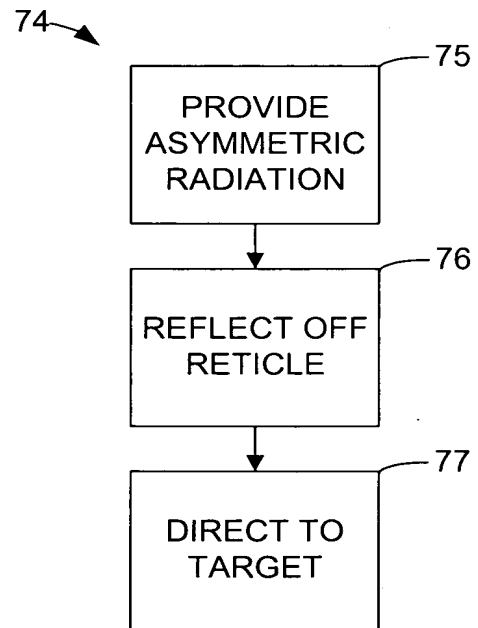 74
75
PROVIDE
ASYMMETRIC
RADIATION
76
REFLECT OFF
RETICLE
77
DIRECT TO
TARGET